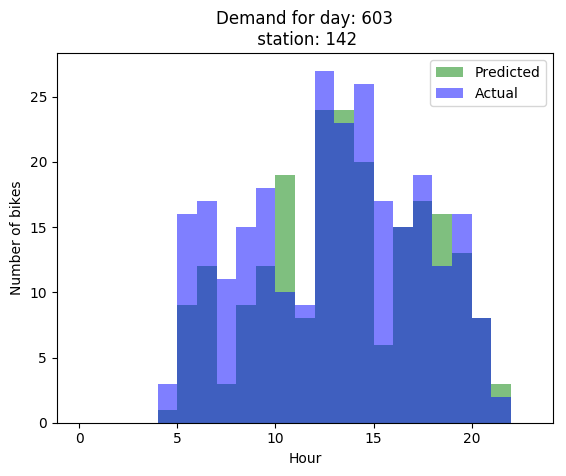 Demand for day: 603
station: 142
Predicted
Actual
Number of bikes
25
20
15
10
5
0
0
5
10
15
20
Hour